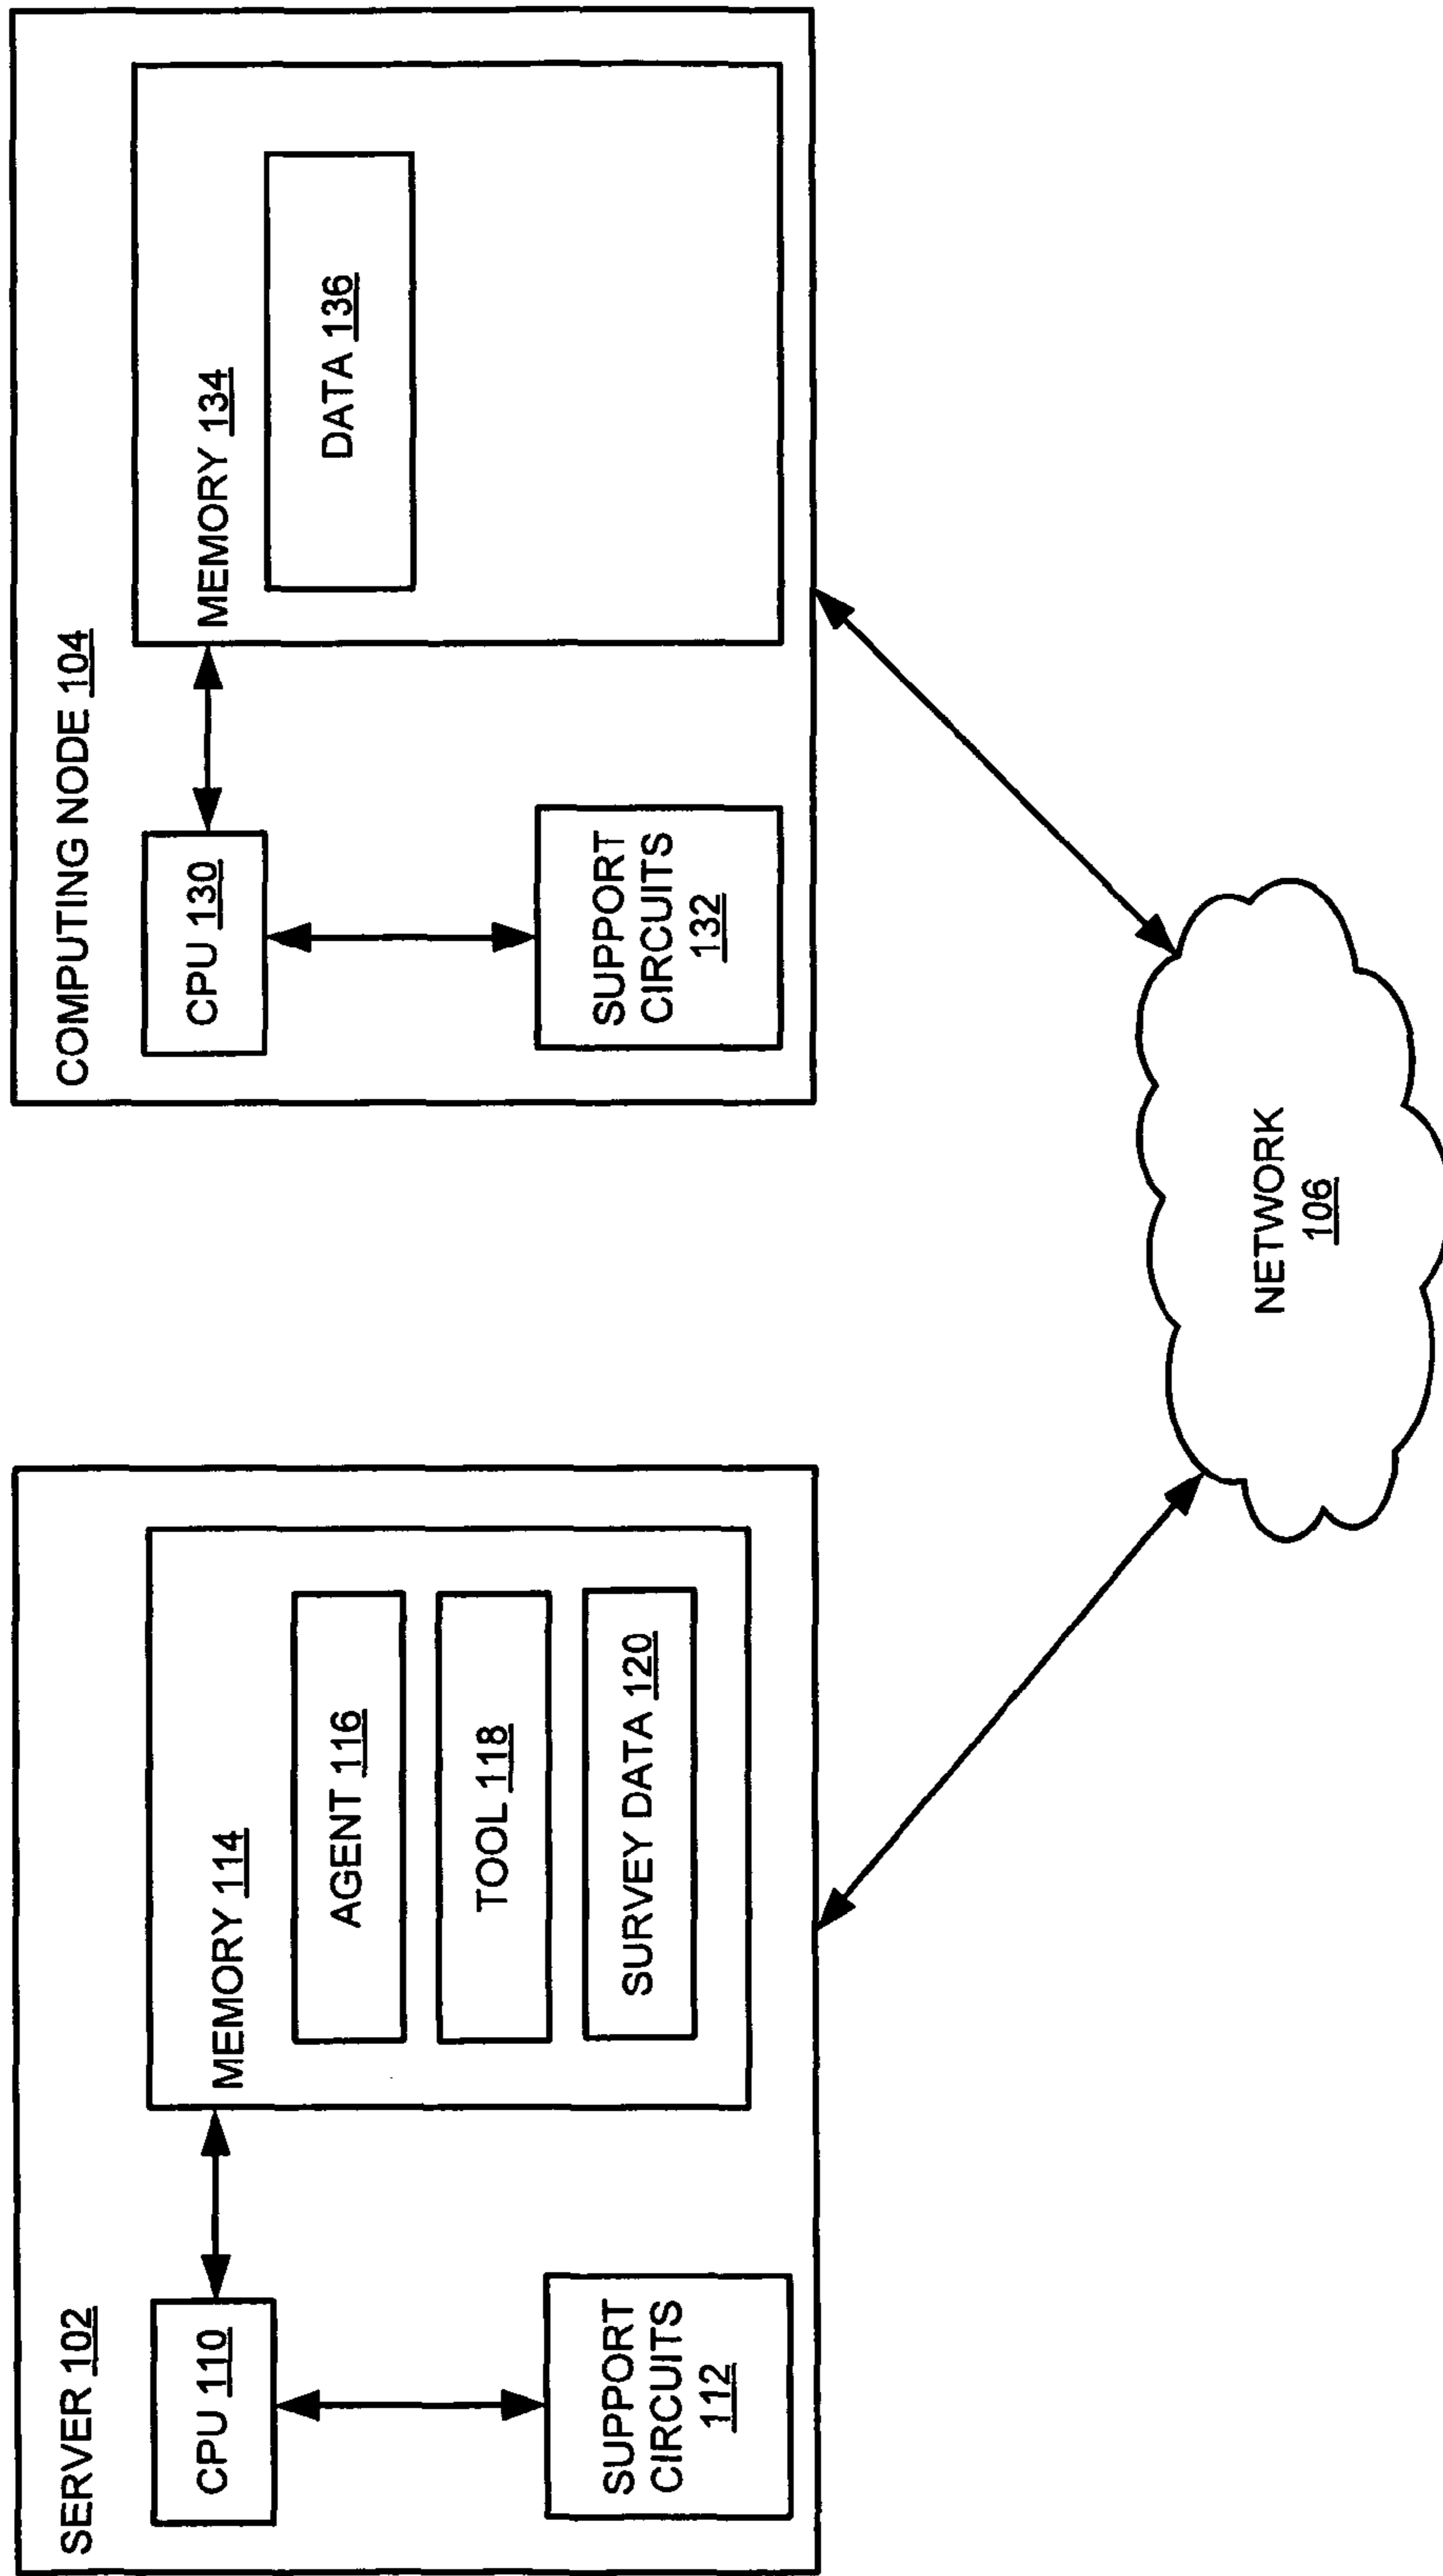 SERVER 102
CPU 110
SUPPORT
CIRCUITS
112
MEMORY 114
AGENT 116
TOOL 118
SURVEY DATA 120
COMPUTING NODE 104
CPU 130
SUPPORT
CIRCUITS
132
MEMORY 134
DATA 136
NETWORK
106